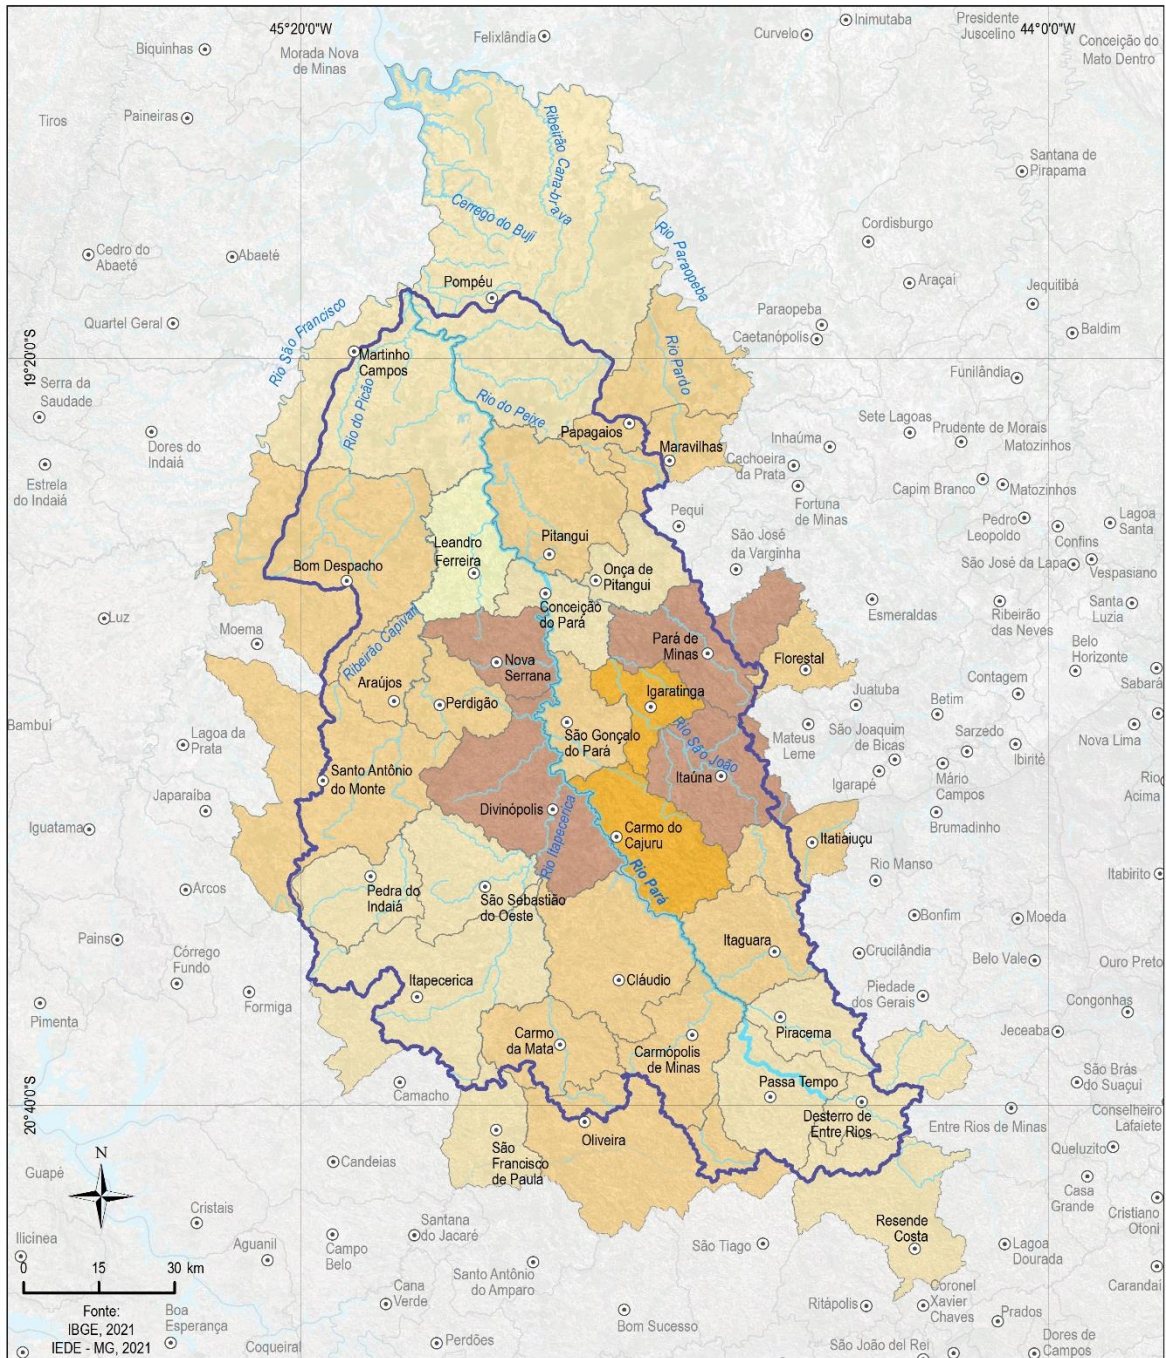 45°20'0"W
44°0'0"W
Inimutaba
Presidente
Juscelino
Biquinhas
Morada Nova
de Minas
Felixlândia
Curvelo
Conceição do
Mato Dentro
Tiros
Paineiras
Ribeirão Cana-brava
Santana de
Pirapama
Cerrego do Buji
Rio Paraopeba
Cordisburgo
Cedro do
Abaeté
Abaeté
Araçaí
Jequitibá
Pompéu
Paraopeba
Caetanópolis
Baldim
Quartel Geral
Rio São Francisco
19°20'0"S
Martinho
Campos
Rio Pardo
Funilândia
Serra da
Saudade
Rio do Picão
Rio do Peixe
Papagaios
Maravilhas
Sete Lagoas
Prudente de Morais
Matozinhos
Inhaúma
Cachoeira
da Prata
Dores do
Indaiá
Estrela
do Indaiá
Fortuna
de Minas
Capim Branco
Matozinhos
Pequi
Pedro
Leopoldo
Lagoa
Santa
Confins
Leandro
Ferreira
Pitangui
São José
da Varginha
São José da Lapa
Vespasiano
Bom Despacho
Onça de
Pitangui
Conceição
do Pará
Esmeraldas
Ribeirão
das Neves
Santa
Luzia
Luz
Moema
Ribeirão Capivari
Nova
Serrana
Pará de
Minas
Florestal
Belo
Horizonte
Contagem
Sabará
Araújos
Perdigão
Igaratinga
Juatuba
Betim
Bambuí
Lagoa da
Prata
São Gonçalo
do Pará
Rio São João
Mateus
Leme
São Joaquim
de Bicas
Sarzedo
Nova Lima
Ibirité
Santo Antônio
do Monte
Itaúna
Igarapé
Mário
Campos
Rio
Acima
Japaraíba
Divinópolis
Rio Itapecerica
Carmo do
Cajuru
Brumadinho
Iguatama
Itatiaiuçu
Rio Manso
Itabirito
Arcos
Pedra do
Indaiá
São Sebastião
do Oeste
Rio Pará
Bonfim
Moeda
Pains
Córrego
Fundo
Itaguara
Crucilândia
Belo Vale
Ouro Preto
Itapecerica
Cláudio
Piedade
dos Gerais
Congonhas
Pimenta
Formiga
Carmo
da Mata
Carmópolis
de Minas
Piracema
Jeceaba
Camacho
Passa Tempo
São Brás
do Suaçuí
20°40'0"S
Desterro de
Entre Rios
Entre Rios de Minas
Conselheiro
Lafaiete
Oliveira
São
Francisco
de Paula
Queluzito
N
Guapé
Candeias
Casa
Grande
Cristais
Santana
do Jacaré
Resende
Costa
Cristiano
Otoni
Ilicínea
Aguanil
Campo
Belo
São Tiago
Lagoa
Dourada
0 15 30 km
Santo Antônio
do Amparo
Carandaí
Fonte:
IBGE, 2021
IEDE - MG, 2021
Boa
Esperança
Cana
Verde
Bom Sucesso
Ritápolis
Coronel
Xavier
Chaves
Prados
Coqueiral
Perdões
São João del Rei
Dores de
Campos